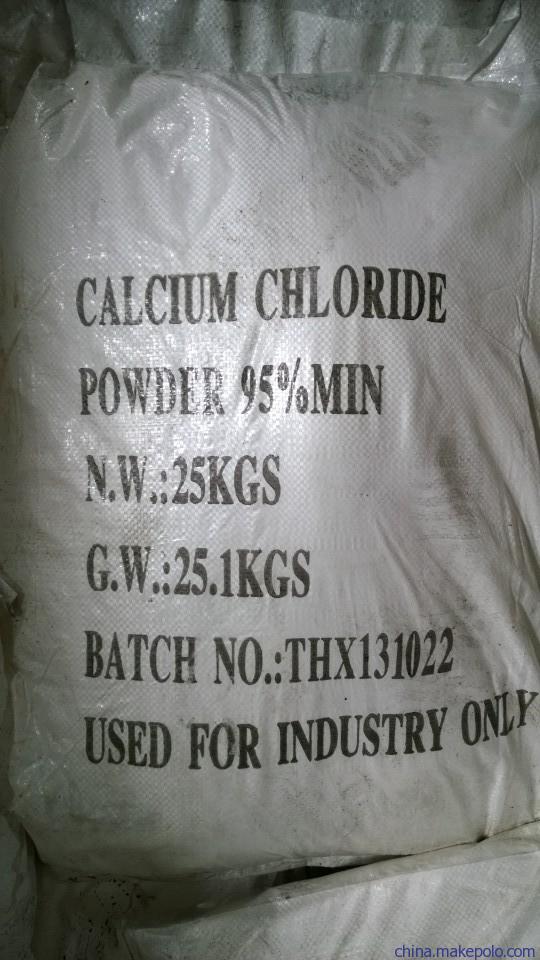 CALCIUM CHLORIDE
POWDER 95%MIN
N.W.:25KGS
G.W.:25.1KGS
BATCH NO.:THX131022
USED FOR INDUSTRY ONLY
china.makepolo.com